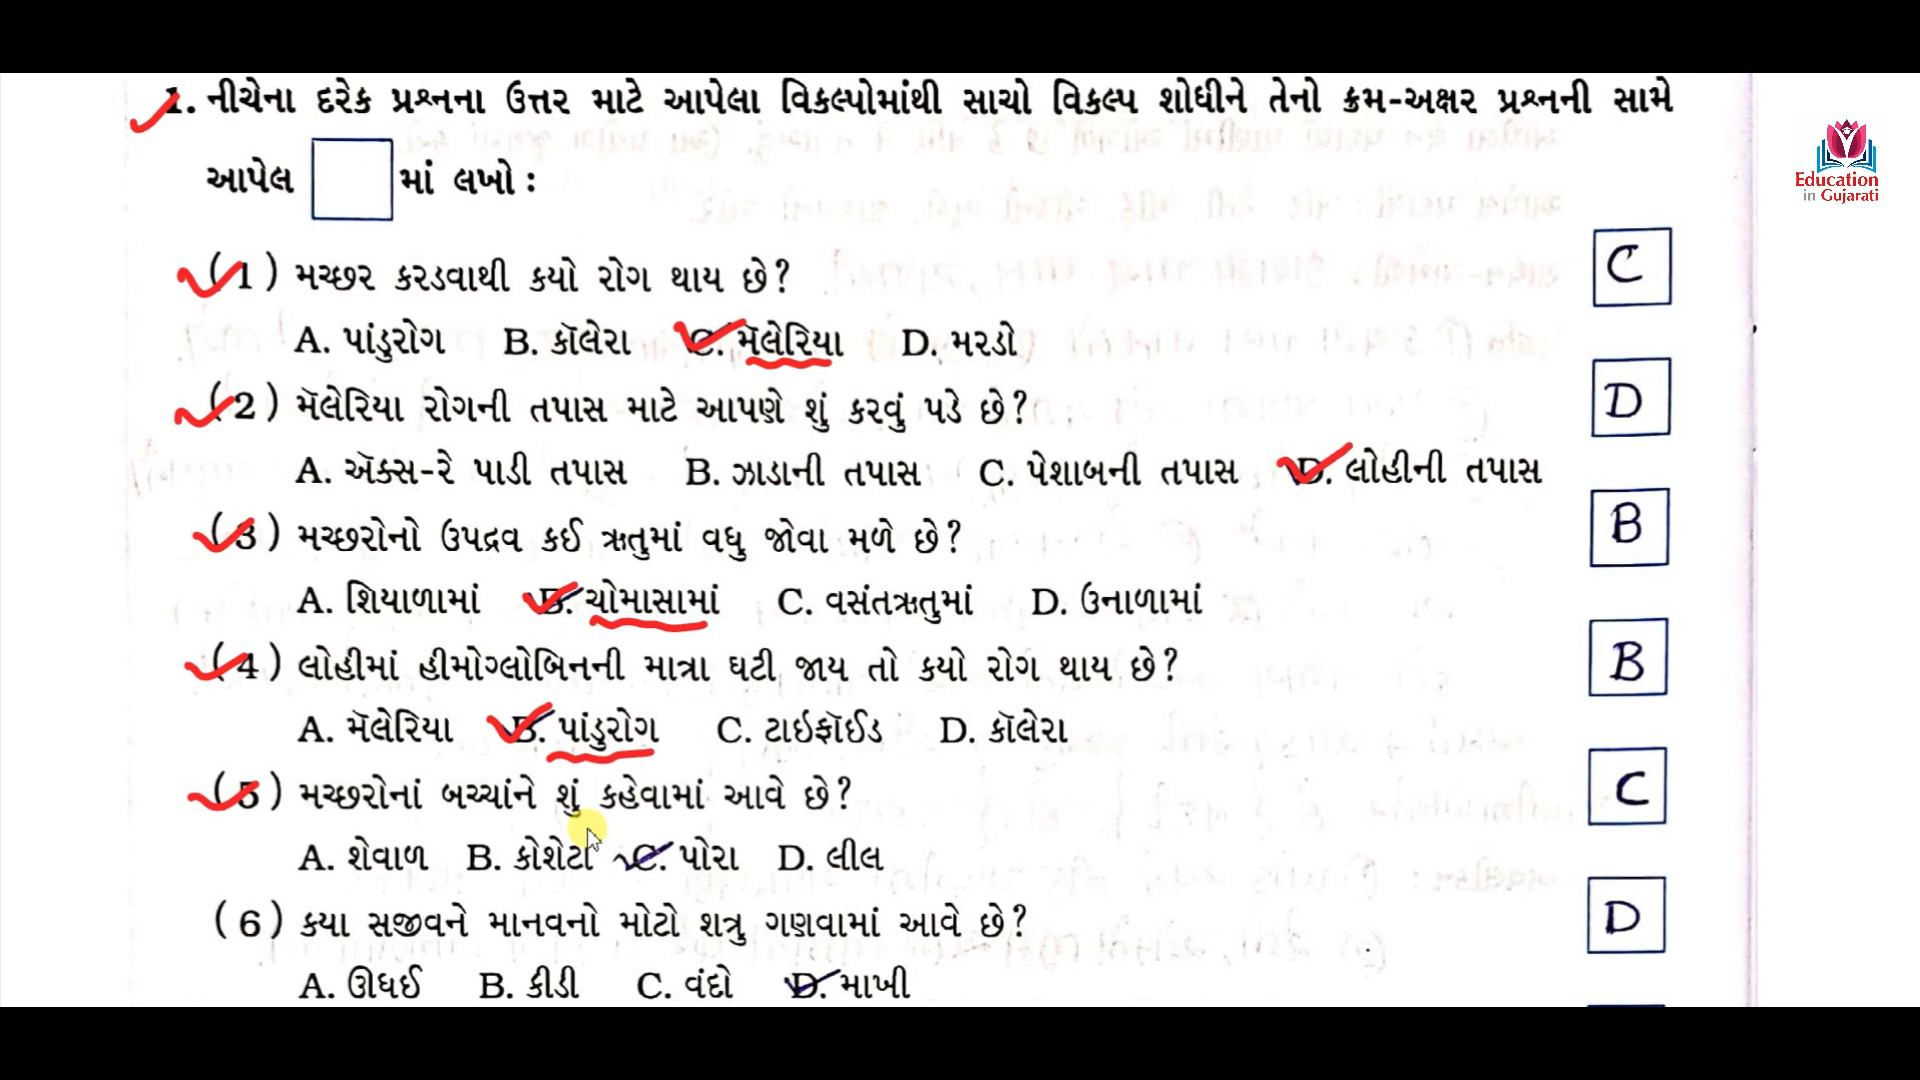 1. નીચેના દરેક પ્રશ્નના ઉત્તર માટે આપેલા વિકલ્પોમાંથી સાચો વિકલ્પ શોધીને તેનો ક્રમ-અક્ષર પ્રશ્નની સામે
આપેલ માં લખો :
(1) મચ્છર કરડવાથી કયો રોગ થાય છે? C
A. પાંડુરોગ B. કૉલેરા C. મૅલેરિયા D. મરડો
(2) મૅલેરિયા રોગની તપાસ માટે આપણે શું કરવું પડે છે? D
A. ઍક્સ-રે પાડી તપાસ B. ઝાડાની તપાસ C. પેશાબની તપાસ D. લોહીની તપાસ
(3) મચ્છરોનો ઉપદ્રવ કઈ ઋતુમાં વધુ જોવા મળે છે? B
A. શિયાળામાં B. ચોમાસામાં C. વસંતઋતુમાં D. ઉનાળામાં
(4) લોહીમાં હીમોગ્લોબિનની માત્રા ઘટી જાય તો કયો રોગ થાય છે? B
A. મૅલેરિયા B. પાંડુરોગ C. ટાઇફૉઈડ D. કૉલેરા
(5) મચ્છરોનાં બચ્ચાંને શું કહેવામાં આવે છે? C
A. શેવાળ B. કોશેટો C. પોરા D. લીલ
(6) કયા સજીવને માનવનો મોટો શત્રુ ગણવામાં આવે છે? D
A. ઊધઈ B. કીડી C. વંદો D. માખી
Education
in Gujarati